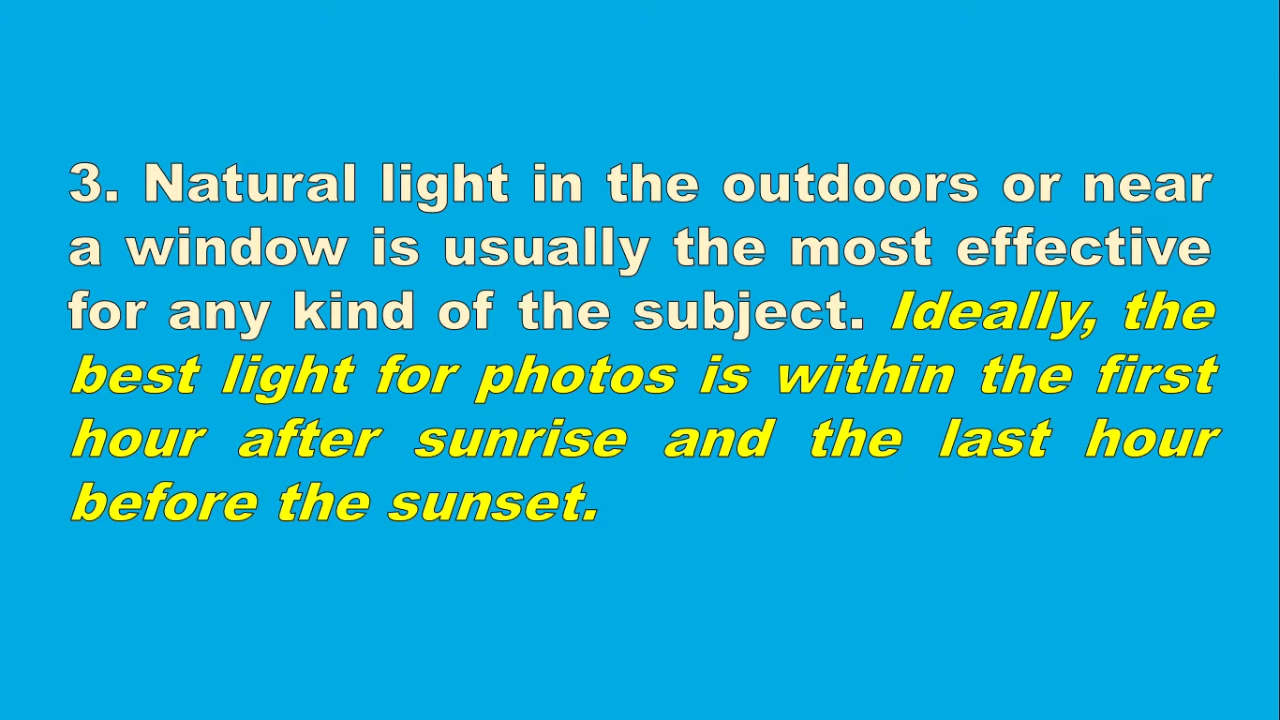 3. Natural light in the outdoors or near
a window is usually the most effective
for any kind of the subject. Ideally, the
best light for photos is within the first
hour after sunrise and the last hour
before the sunset.